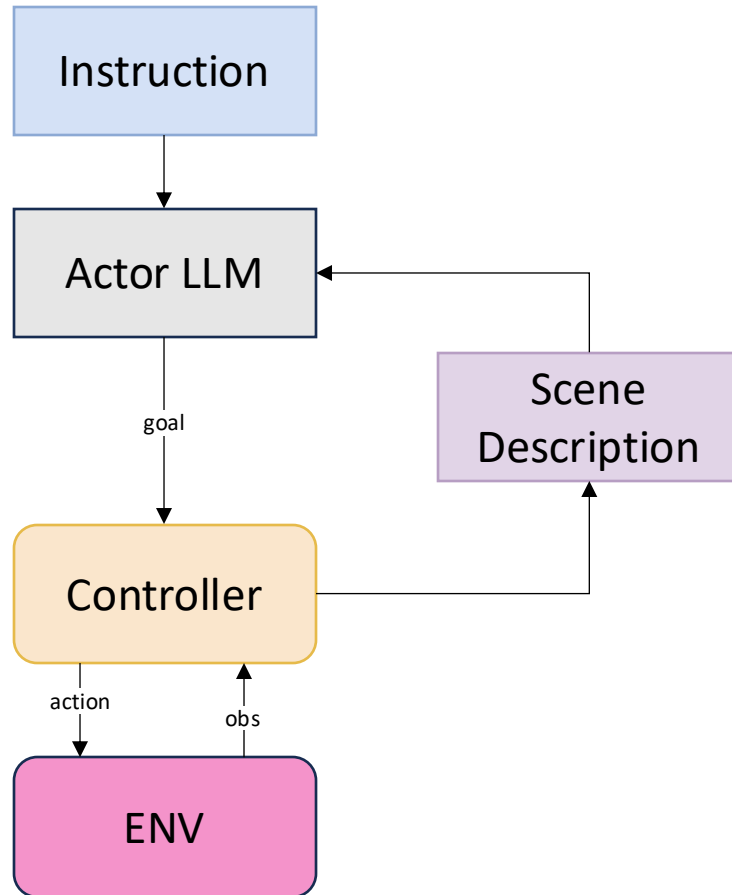 Instruction
Actor LLM
Scene
Description
goal
Controller
action
obs
ENV